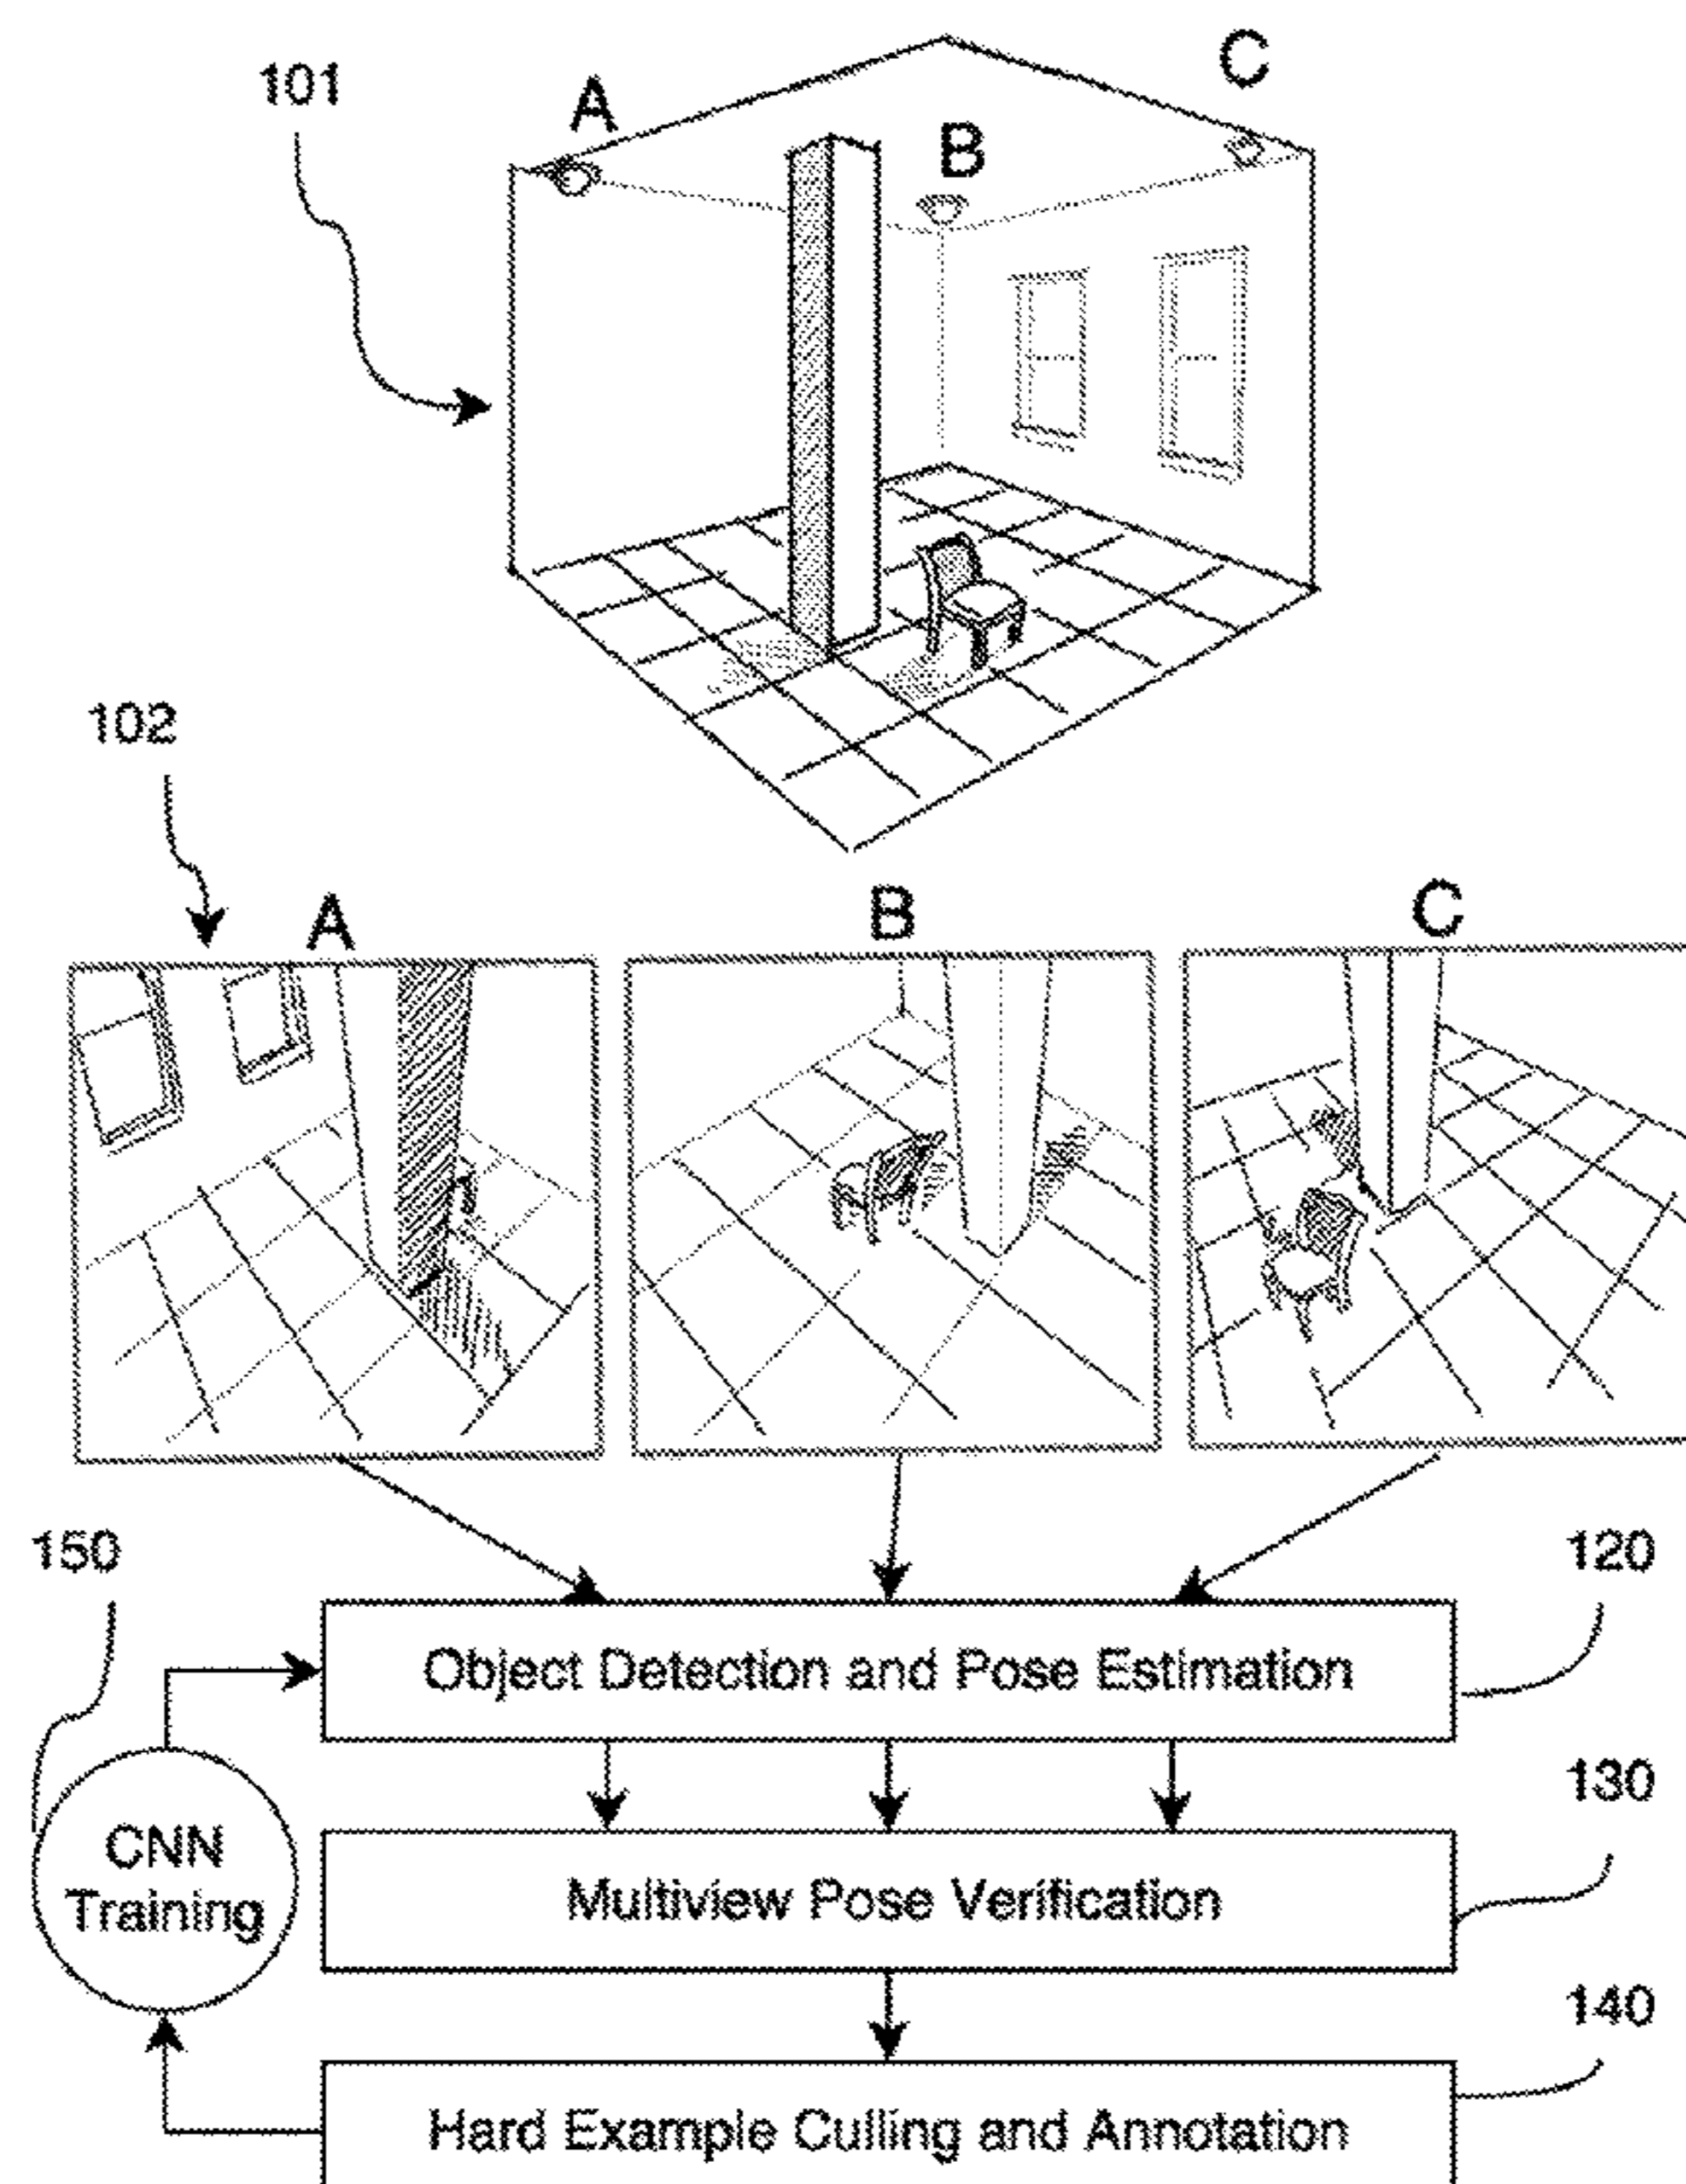 101
A
B
C
102
A
B
C
150
120
Object Detection and Pose Estimation
130
CNN
Training
Multiview Pose Verification
140
Hard Example Culling and Annotation